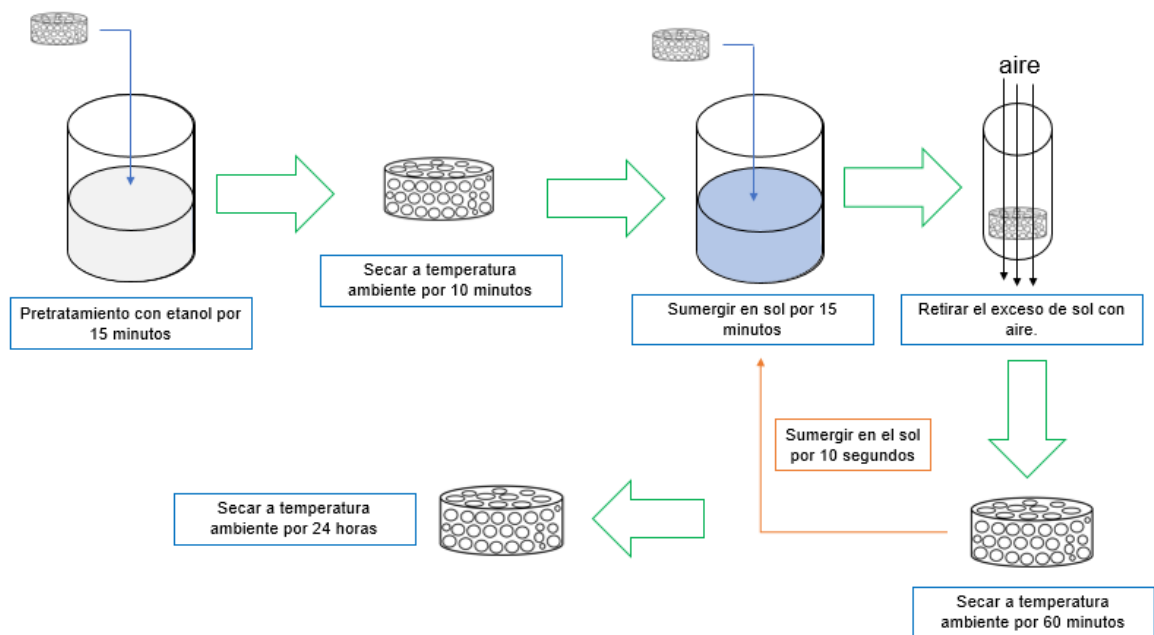 aire
Pretratamiento con etanol por
15 minutos
Secar a temperatura
ambiente por 10 minutos
Sumergir en sol por 15
minutos
Retirar el exceso de sol con
aire.
Sumergir en el sol
por 10 segundos
Secar a temperatura
ambiente por 24 horas
Secar a temperatura
ambiente por 60 minutos